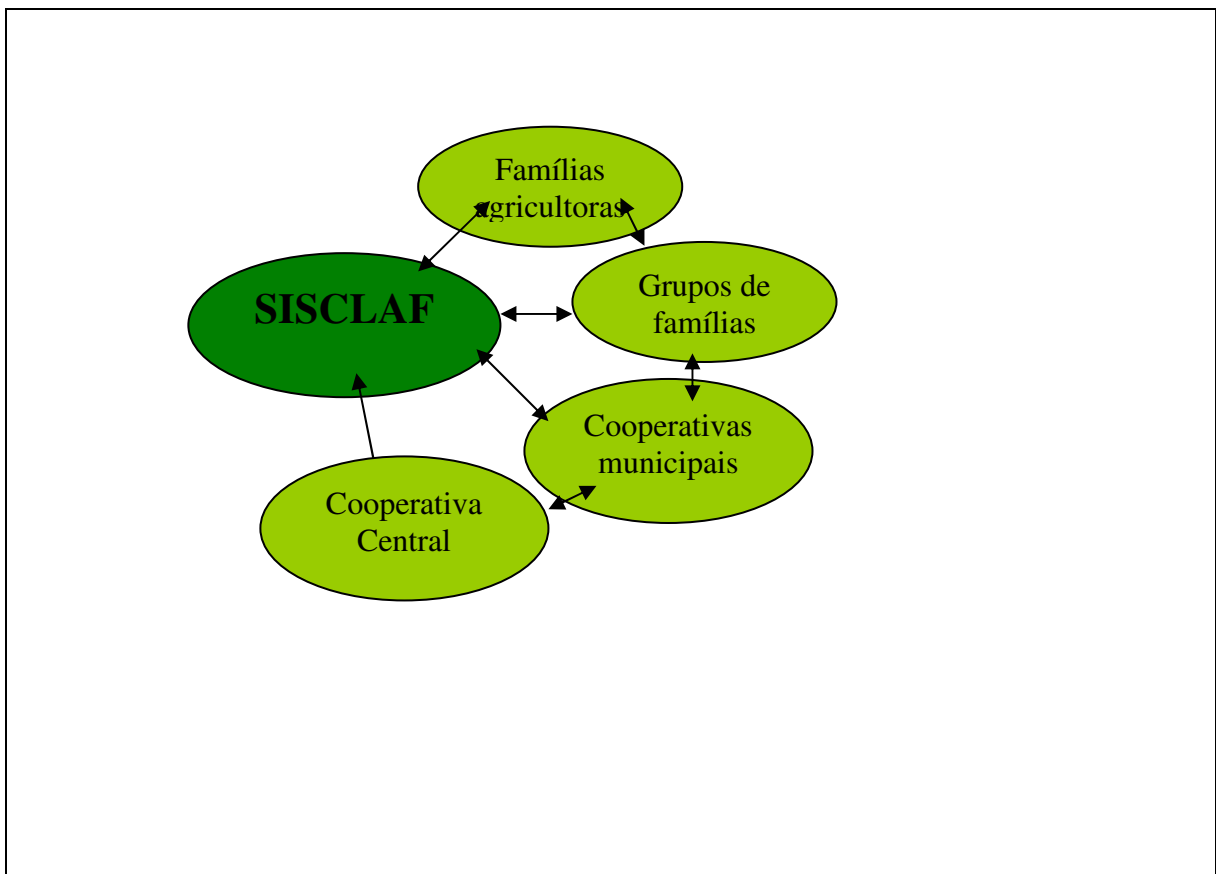 Famílias
agricultoras
SISCLAF
Grupos de
famílias
Cooperativas
municipais
Cooperativa
Central